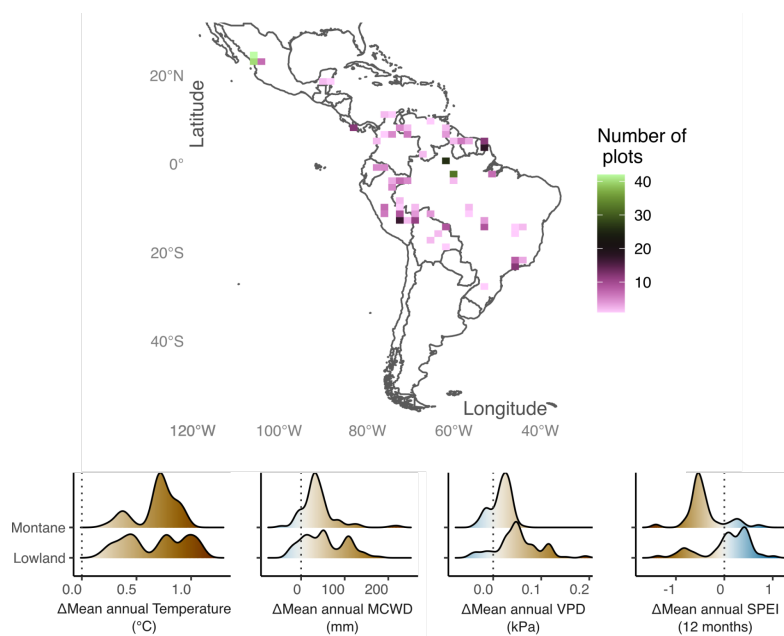 20°N
0°
20°S
40°S
Latitude
120°W 100°W 80°W 60°W 40°W
Longitude
Number of
plots
40
30
20
10
Montane
Lowland
0.0 0.5 1.0
ΔMean annual Temperature
(°C)
0 100 200
ΔMean annual MCWD
(mm)
0.0 0.1 0.2
ΔMean annual VPD
(kPa)
-1 0 1
ΔMean annual SPEI
(12 months)